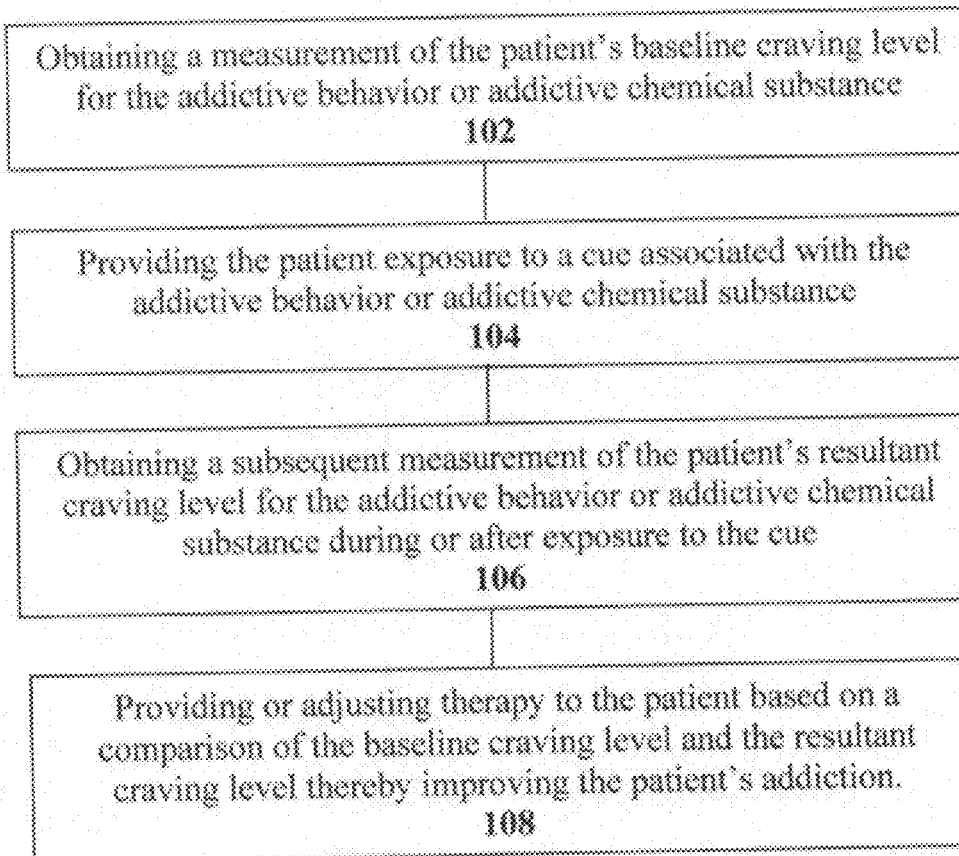 Obtaining a measurement of the patient's baseline craving level
for the addictive behavior or addictive chemical substance
102
Providing the patient exposure to a cue associated with the
addictive behavior or addictive chemical substance
104
Obtaining a subsequent measurement of the patient's resultant
craving level for the addictive behavior or addictive chemical
substance during or after exposure to the cue
106
Providing or adjusting therapy to the patient based on a
comparison of the baseline craving level and the resultant
craving level thereby improving the patient's addiction.
108